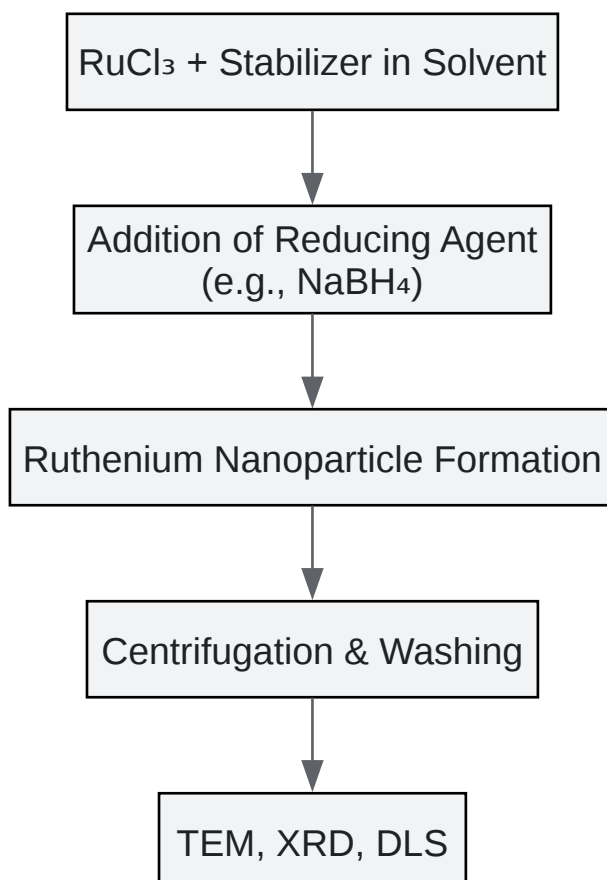 RuCl₃ + Stabilizer in Solvent
Addition of Reducing Agent
(e.g., NaBH₄)
Ruthenium Nanoparticle Formation
Centrifugation & Washing
TEM, XRD, DLS